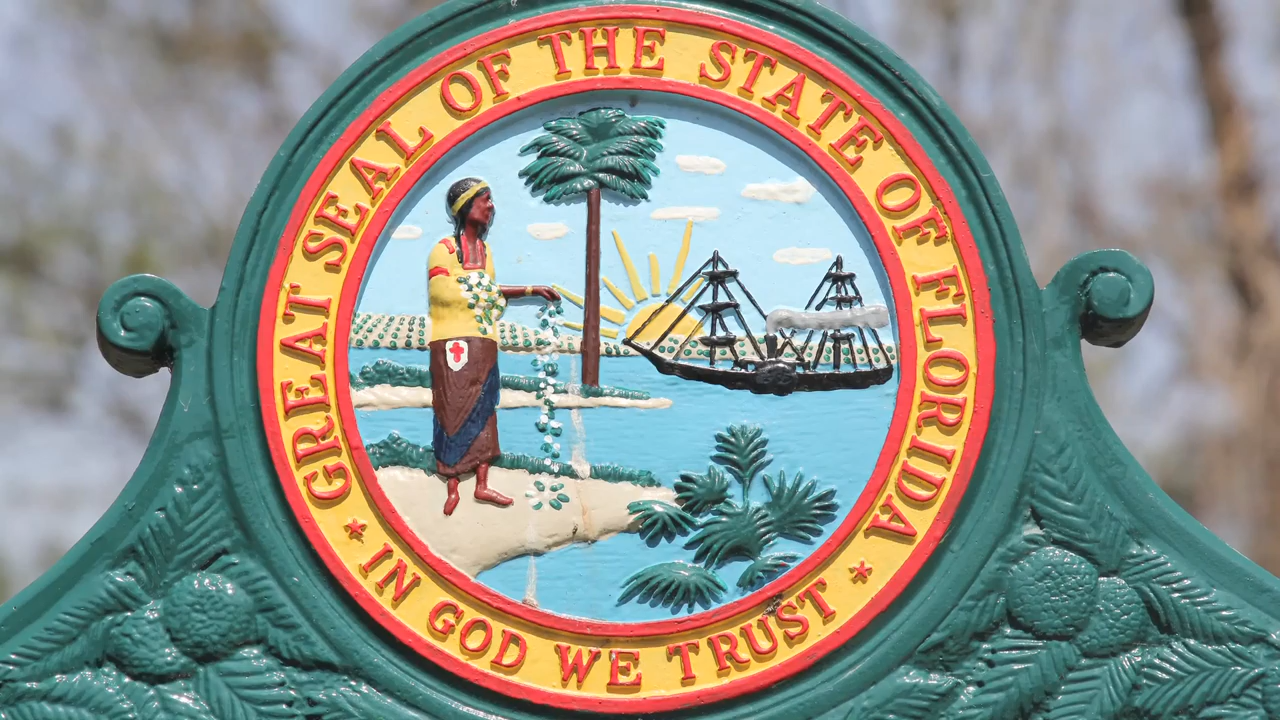 GREAT SEAL OF THE STATE OF FLORIDA
IN GOD WE TRUST